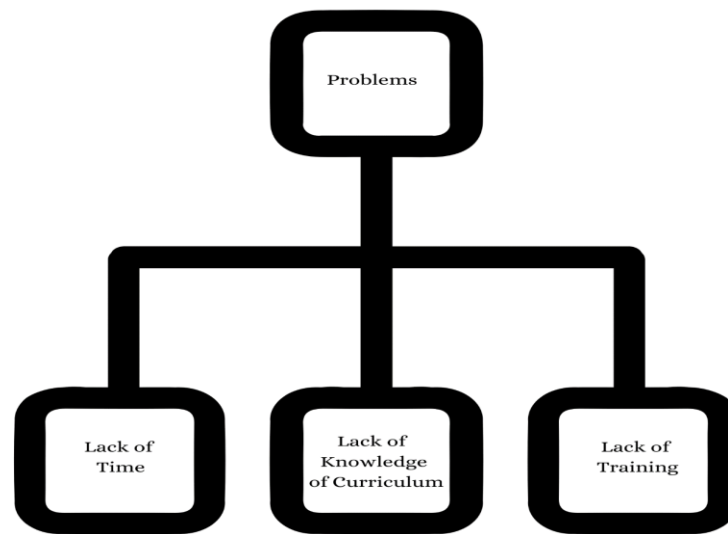 Problems
Lack of
Time
Lack of
Knowledge
of Curriculum
Lack of
Training